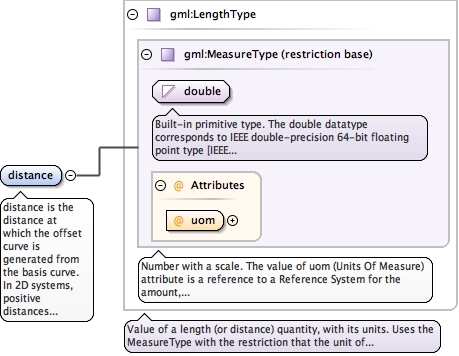 gml:LengthType
gml:MeasureType (restriction base)
double
Built-in primitive type. The double datatype
corresponds to IEEE double-precision 64-bit floating
point type [IEEE...
@ Attributes
@ uom
Number with a scale. The value of uom (Units Of Measure)
attribute is a reference to a Reference System for the
amount,...
Value of a length (or distance) quantity, with its units. Uses the
MeasureType with the restriction that the unit of...
distance
distance is the
distance at
which the offset
curve is
generated from
the basis curve.
In 2D systems,
positive
distances...